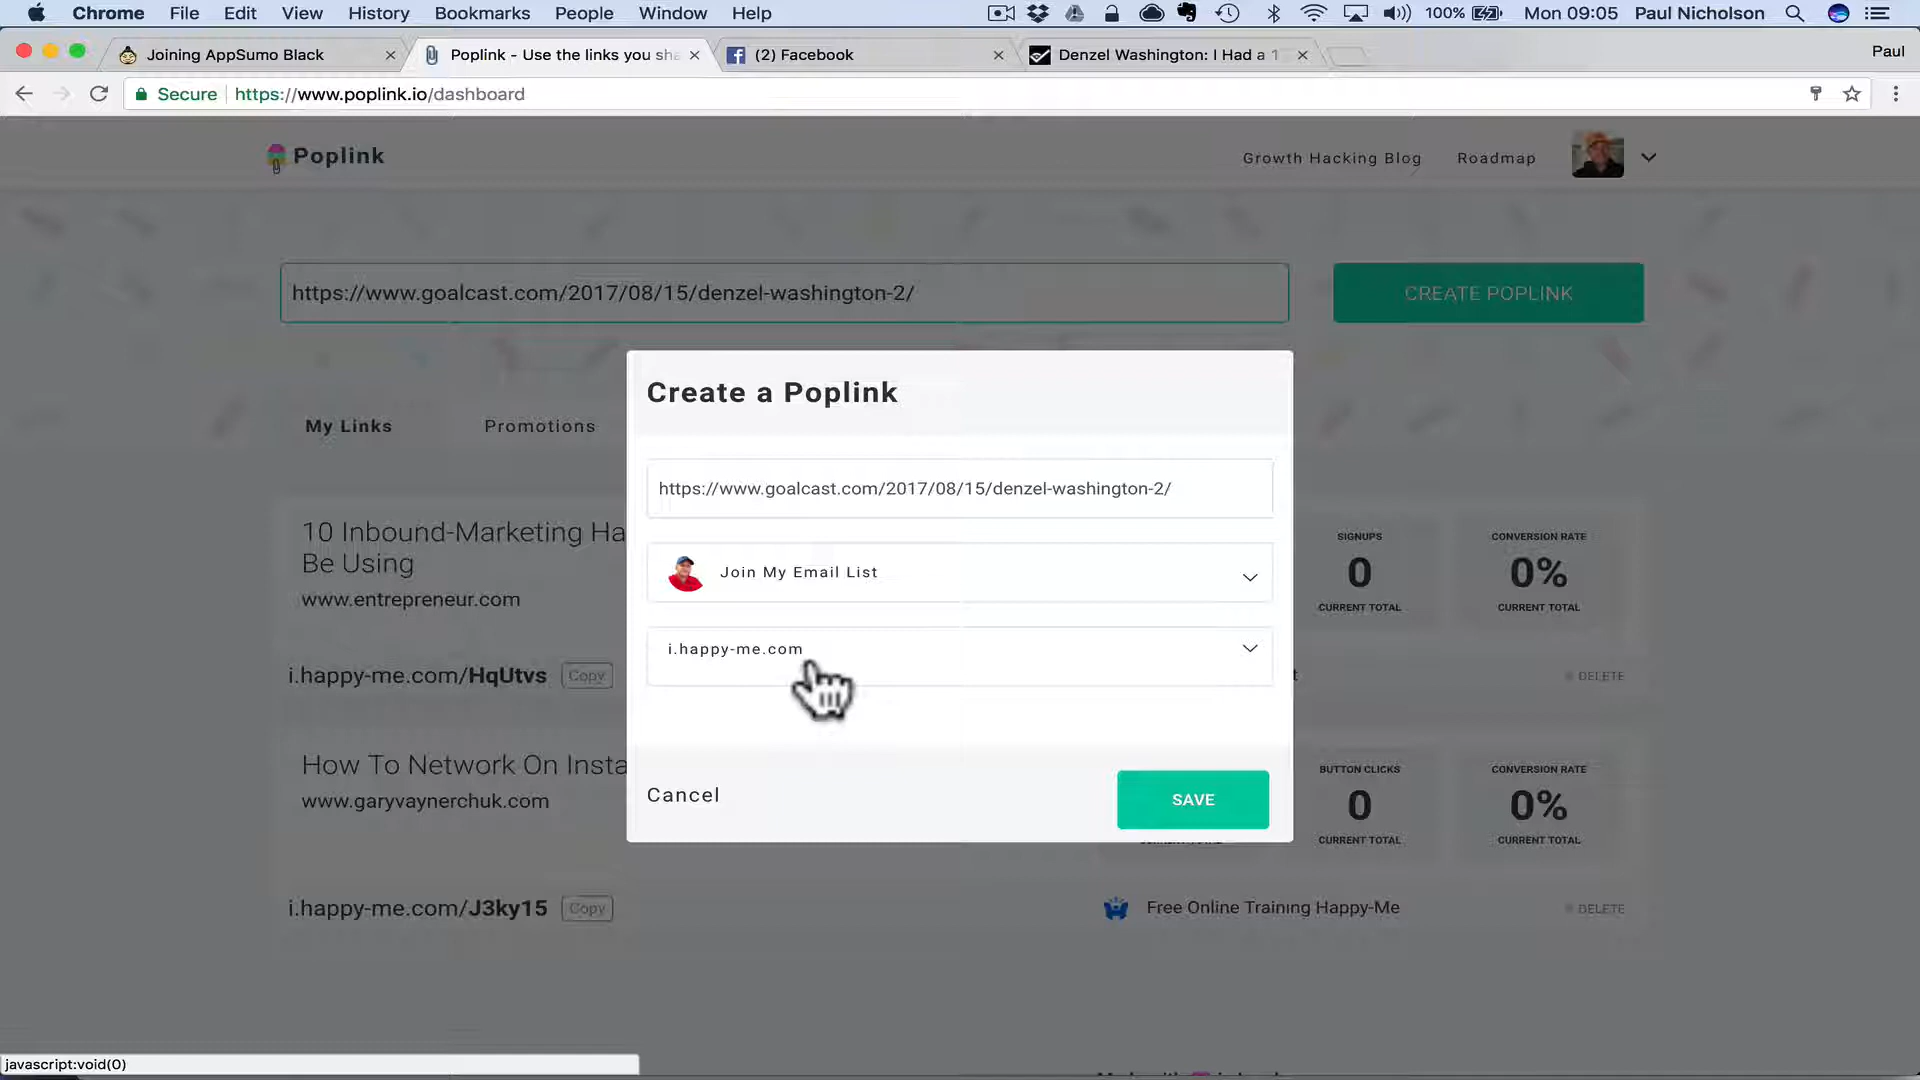 Chrome File Edit View History Bookmarks People Window Help 100% Mon 09:05 Paul Nicholson
Joining AppSumo Black
Poplink - Use the links you sha
(2) Facebook
Denzel Washington: I Had a 1
Paul
Secure https://www.poplink.io/dashboard
Poplink
Growth Hacking Blog
Roadmap
https://www.goalcast.com/2017/08/15/denzel-washington-2/
CREATE POPLINK
Create a Poplink
My Links
Promotions
https://www.goalcast.com/2017/08/15/denzel-washington-2/
10 Inbound-Marketing Ha
Be Using
www.entrepreneur.com
SIGNUPS
0
CURRENT TOTAL
CONVERSION RATE
0%
CURRENT TOTAL
Join My Email List
i.happy-me.com
i.happy-me.com/HqUtvs
Copy
t
DELETE
How To Network On Insta
www.garyvaynerchuk.com
BUTTON CLICKS
0
CURRENT TOTAL
CONVERSION RATE
0%
CURRENT TOTAL
Cancel
SAVE
i.happy-me.com/J3ky15
Copy
Free Online Training Happy-Me
DELETE
javascript:void(0)